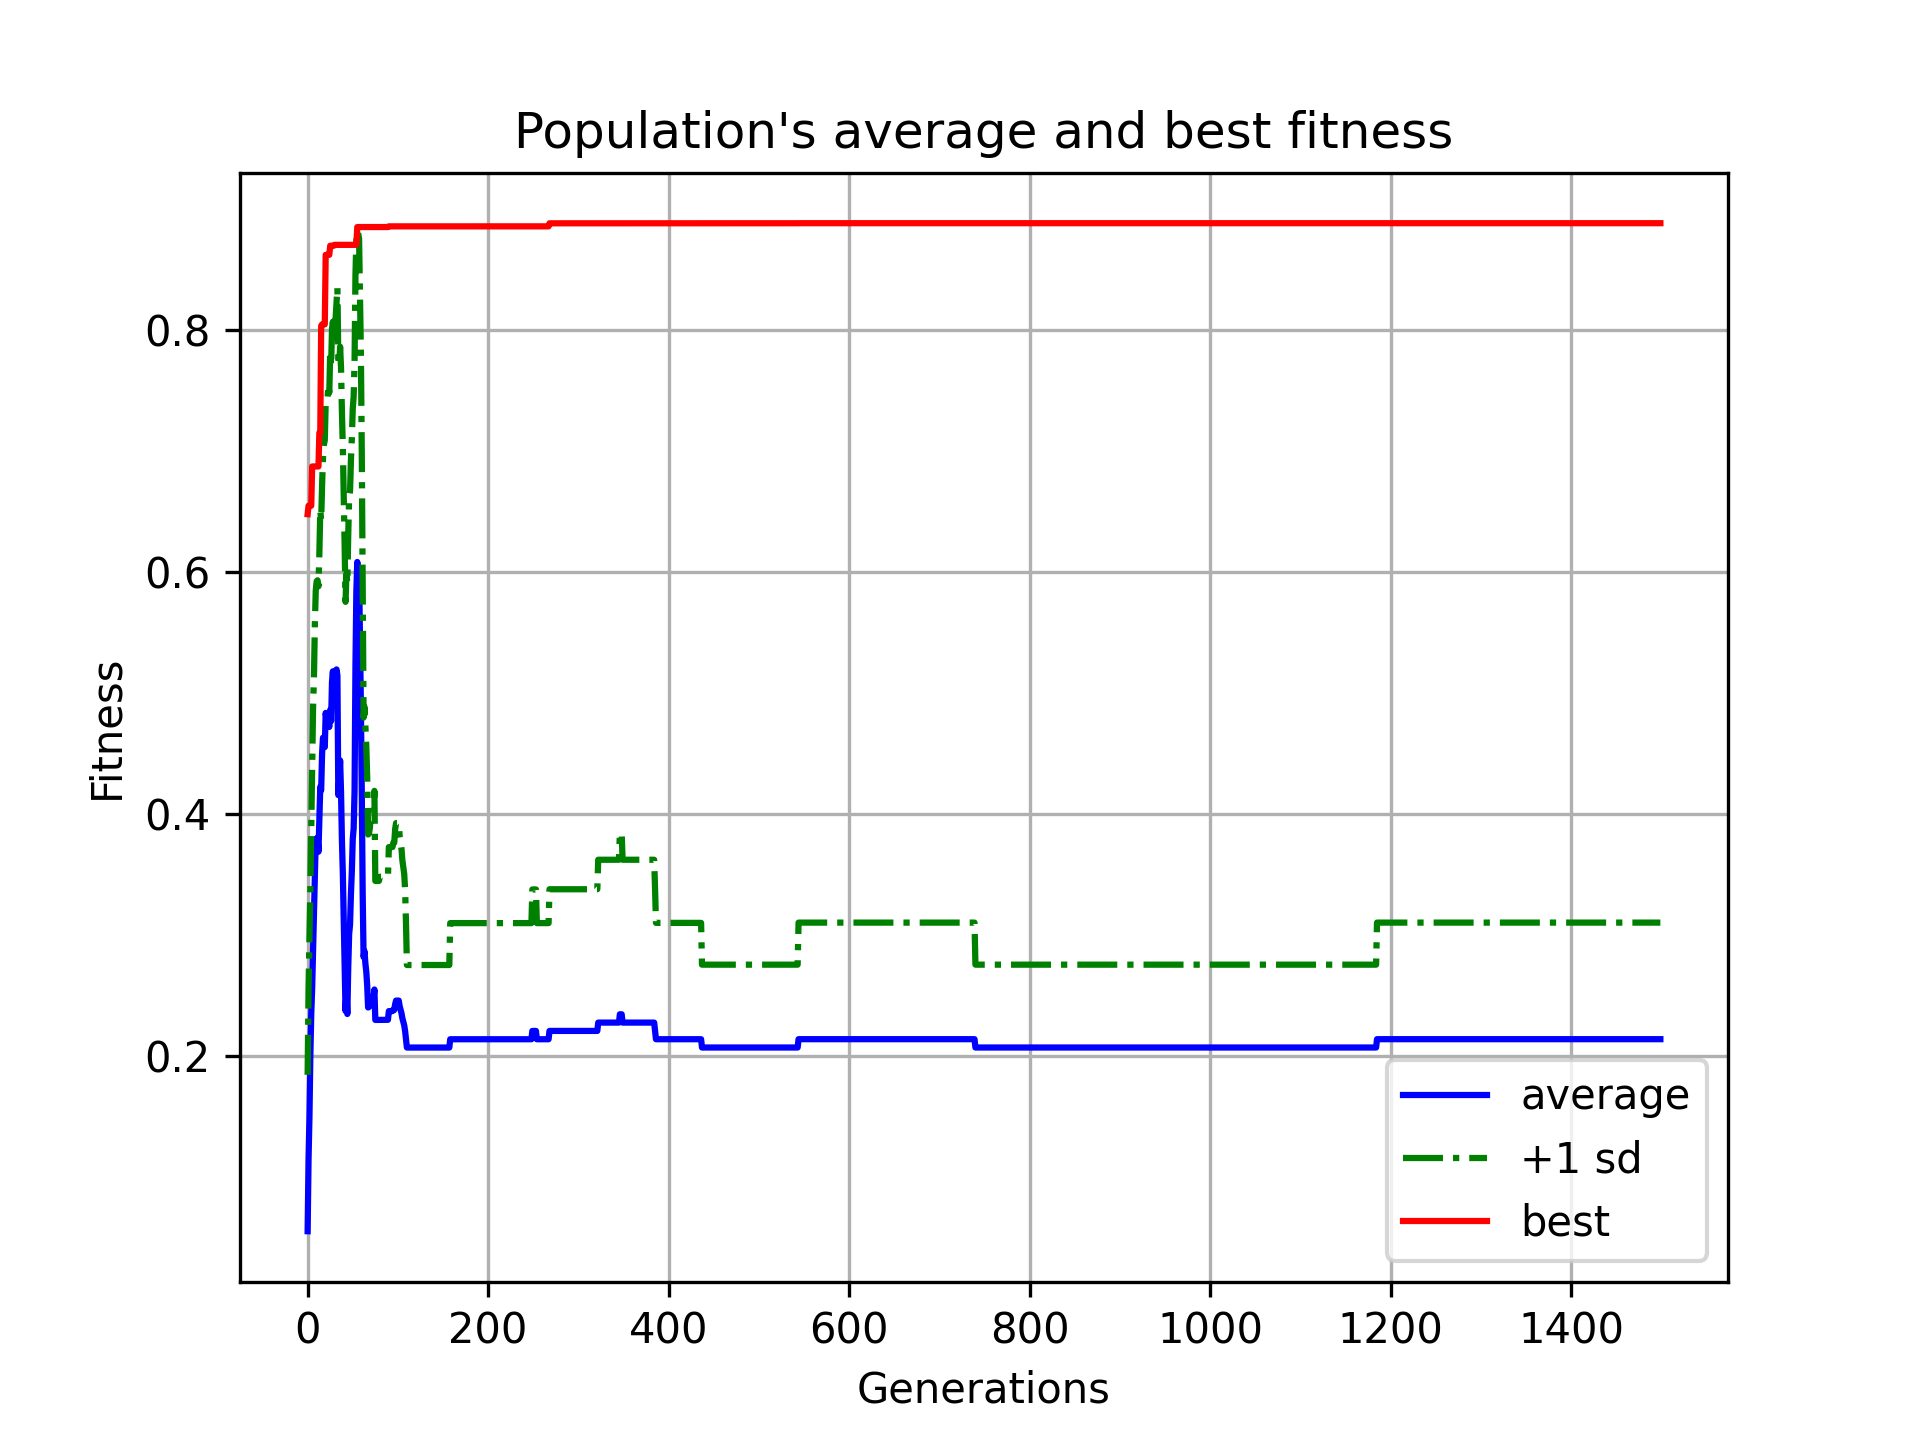 Population's average and best fitness
Fitness
0.8
0.6
0.4
0.2
0 200 400 600 800 1000 1200 1400
Generations
average
+1 sd
best